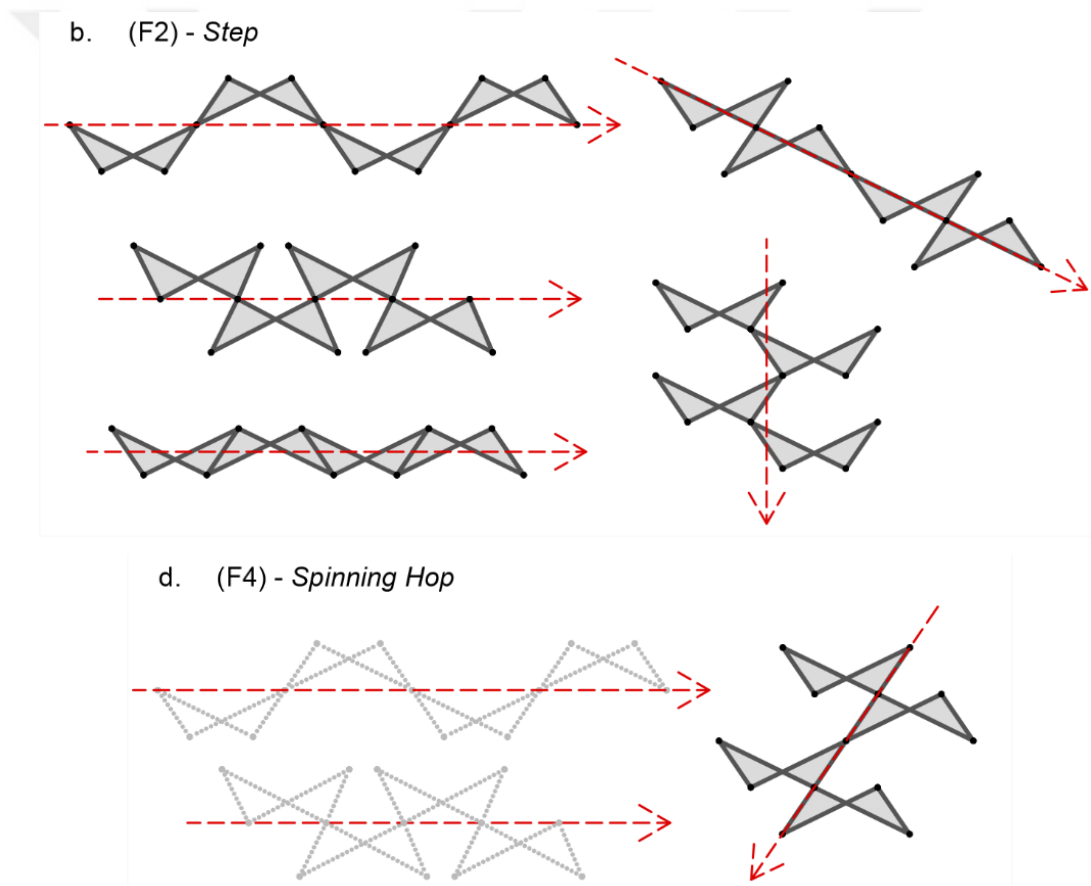 b. (F2) - Step
d. (F4) - Spinning Hop